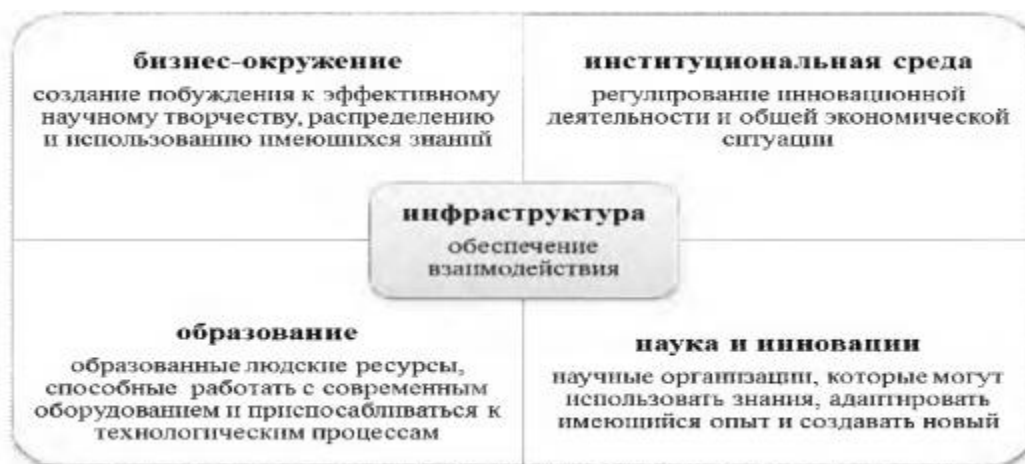 бизнес-окружение
создание побуждения к эффективному
научному творчеству, распределению
и использованию имеющихся знаний
институциональная среда
регулирование инновационной
деятельности и общей экономической
ситуации
инфраструктура
обеспечение
взаимодействия
образование
образованные людские ресурсы,
способные работать с современным
оборудованием и приспосабливаться к
технологическим процессам
наука и инновации
научные организации, которые могут
использовать знания, адаптировать
имеющийся опыт и создавать новый